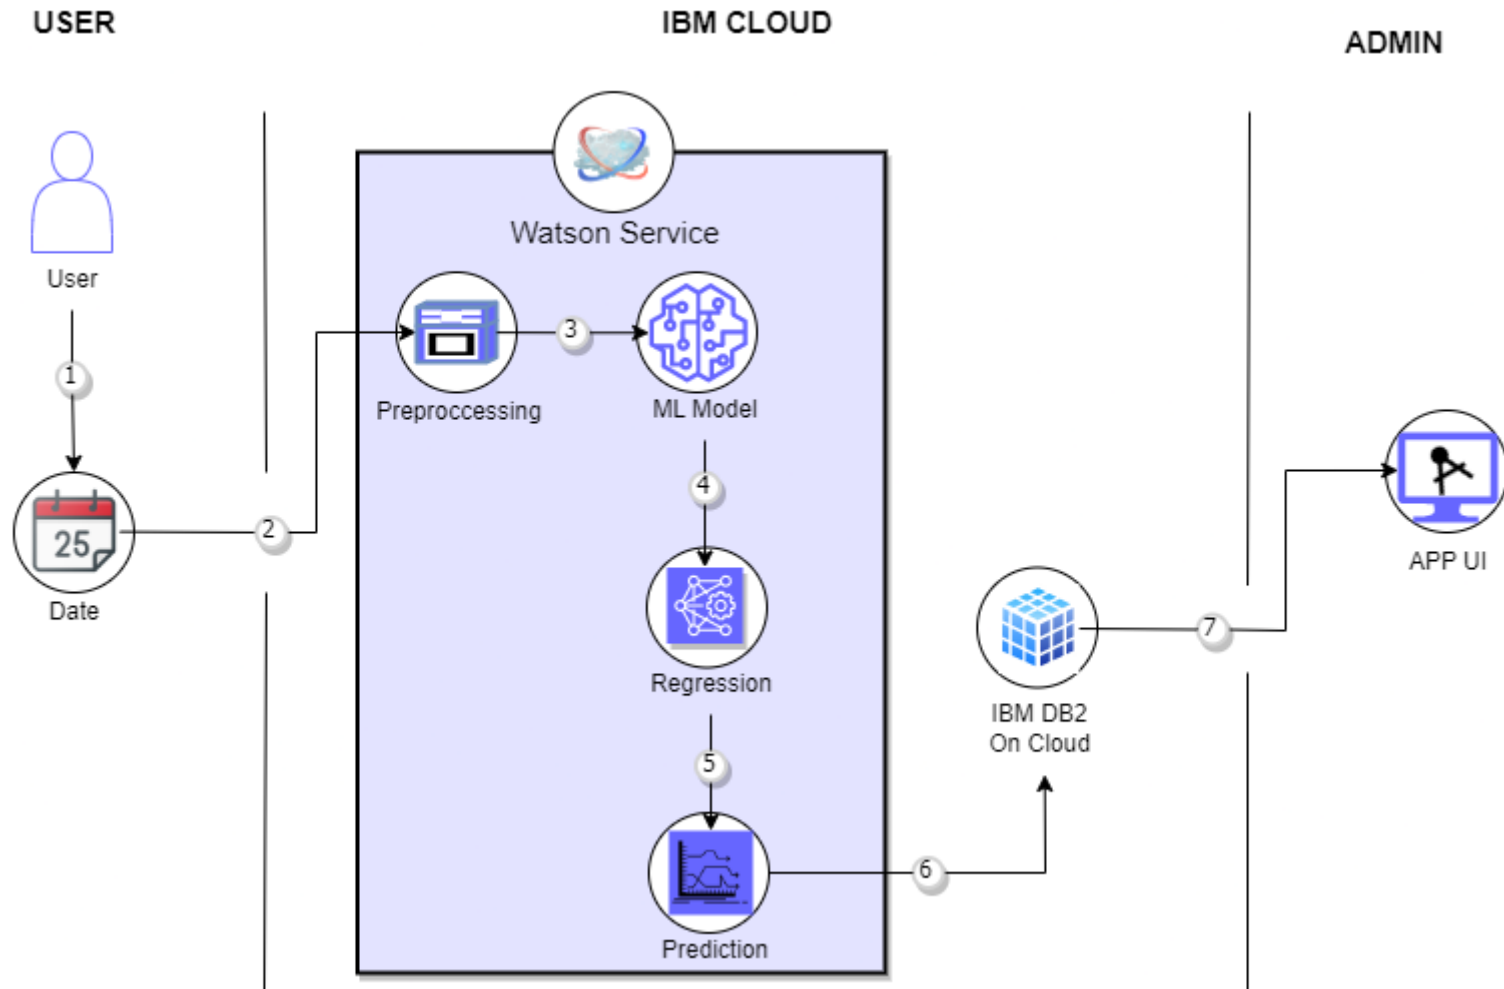 USER
IBM CLOUD
ADMIN
Watson Service
User
1
25
Date
2
Preproccessing
3
ML Model
4
Regression
5
Prediction
6
IBM DB2
On Cloud
7
APP UI